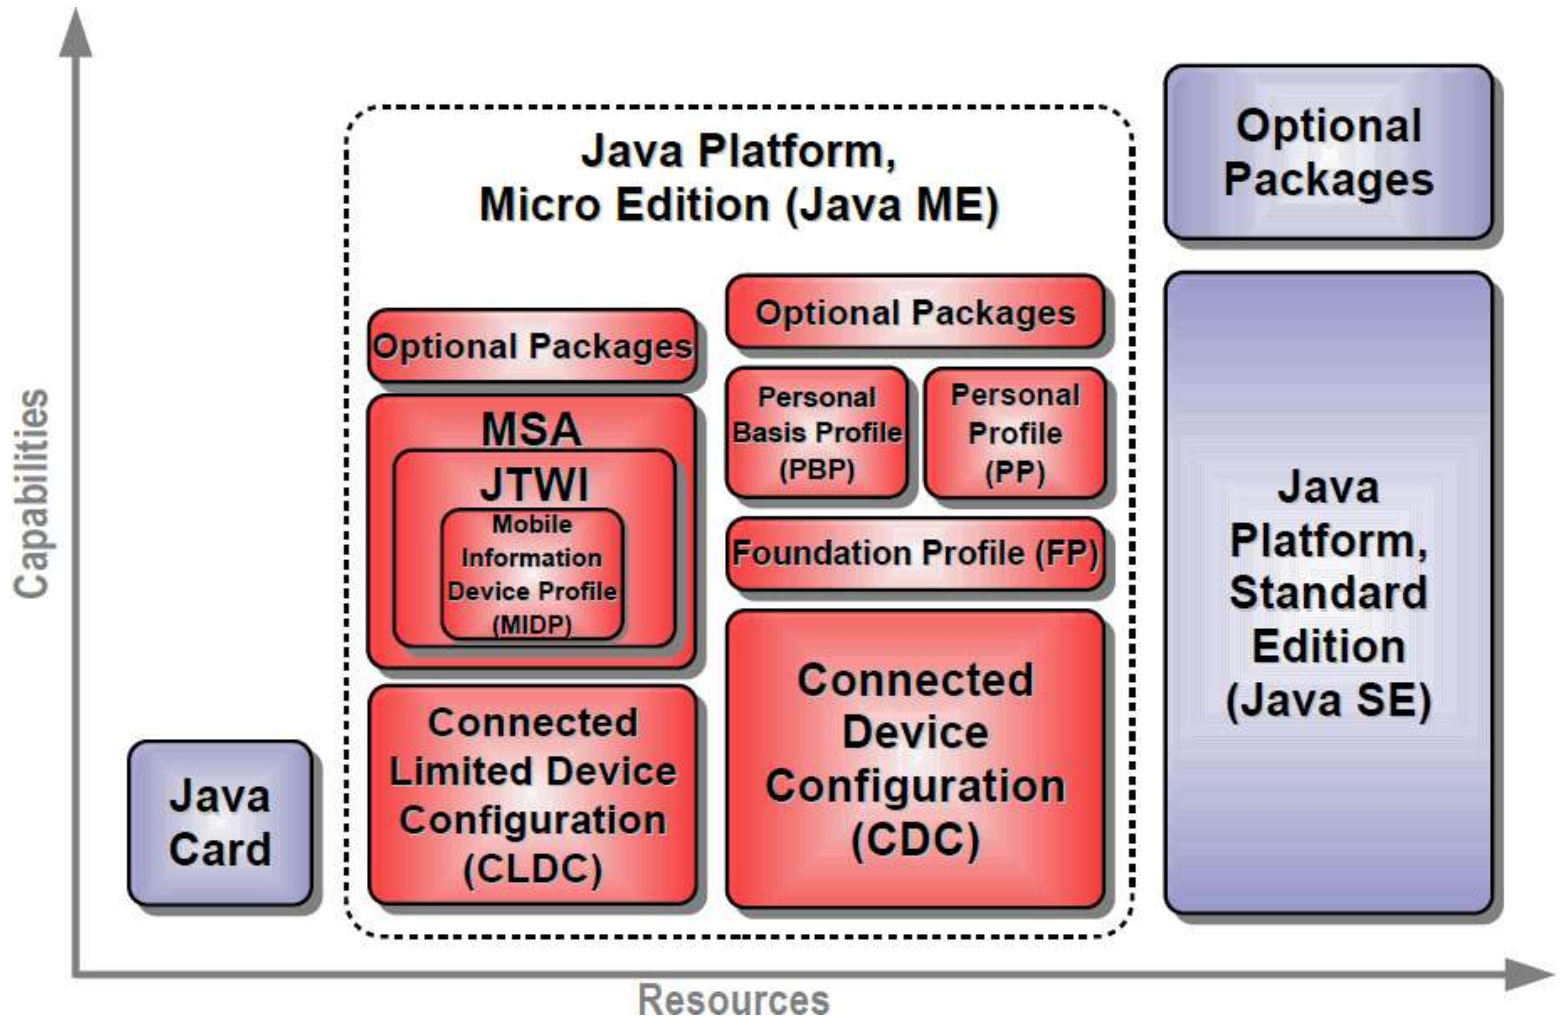 Capabilities
Java Platform,
Micro Edition (Java ME)
Optional Packages
MSA
JTWI
Mobile
Information
Device Profile
(MIDP)
Connected
Limited Device
Configuration
(CLDC)
Optional Packages
Personal
Basis Profile
(PBP)
Personal
Profile
(PP)
Foundation Profile (FP)
Connected
Device
Configuration
(CDC)
Java
Card
Optional
Packages
Java
Platform,
Standard
Edition
(Java SE)
Resources